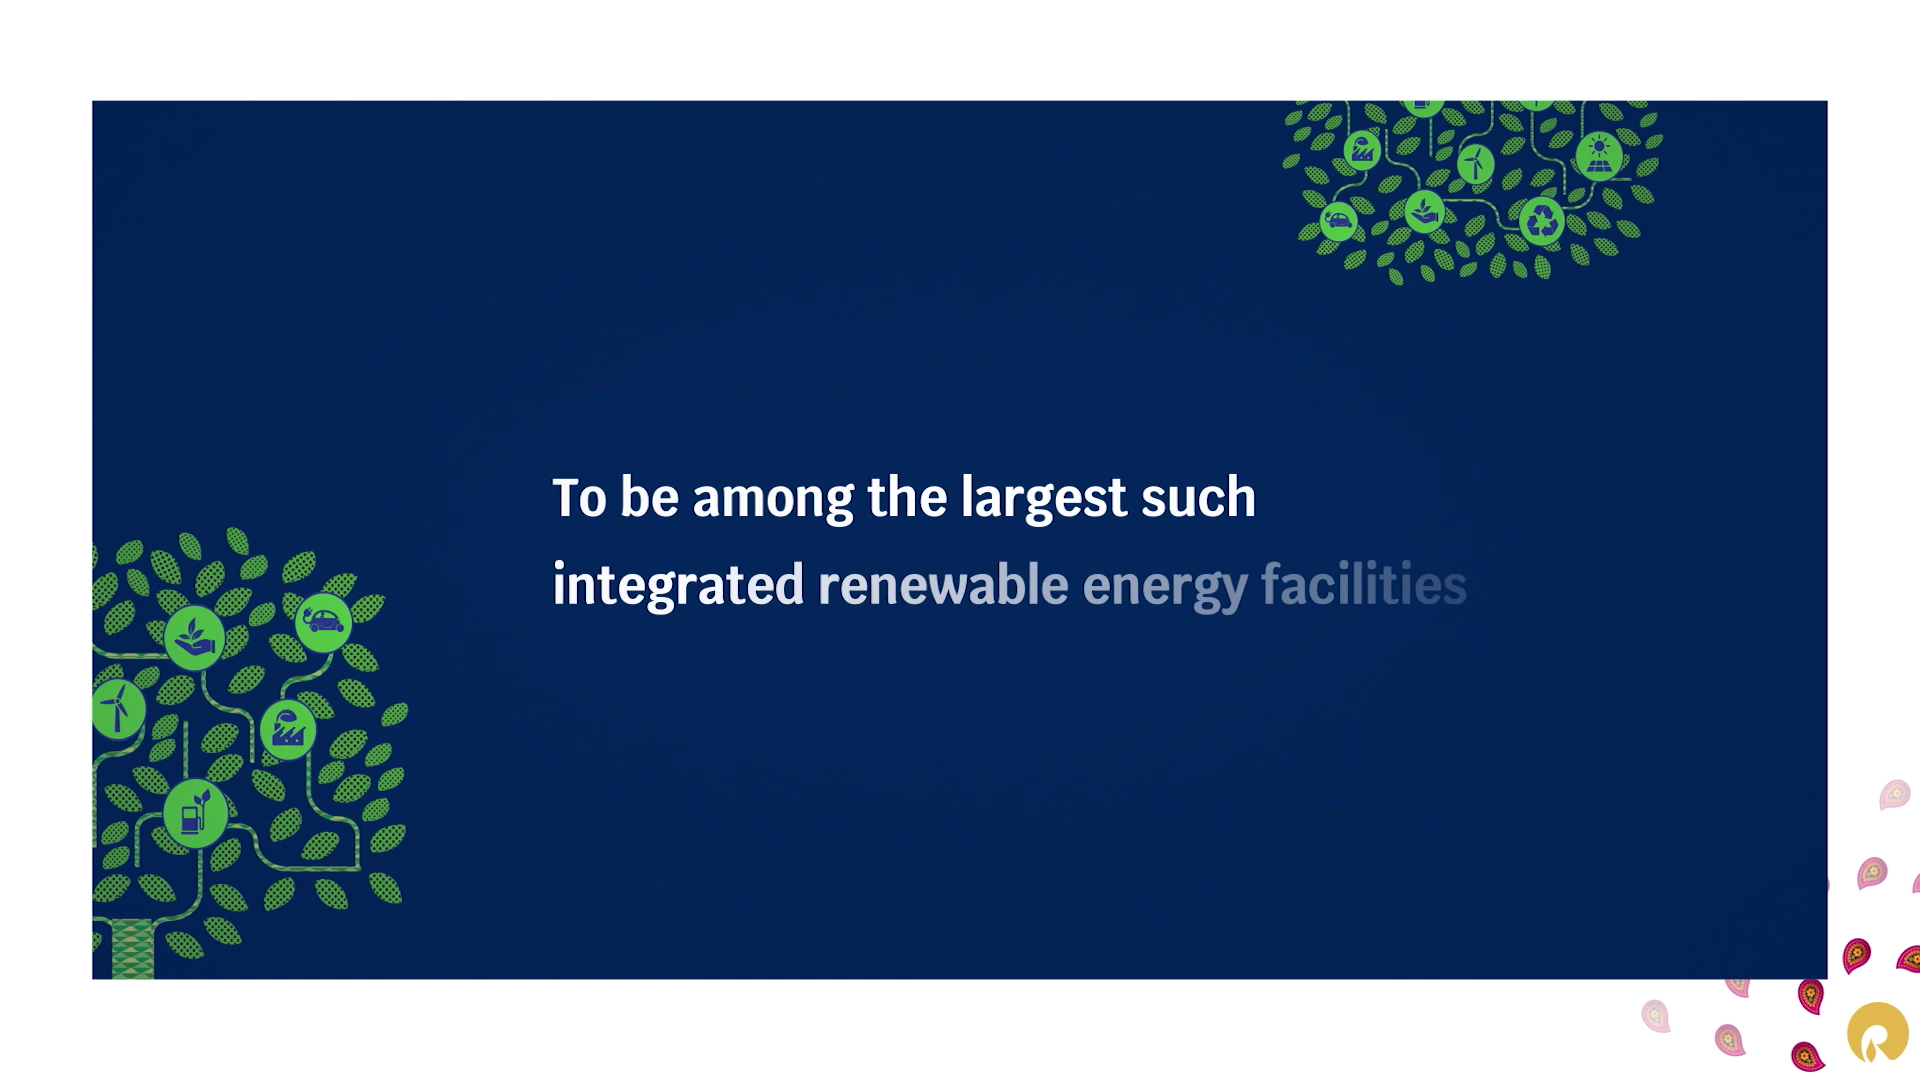 To be among the largest such
integrated renewable energy facilities